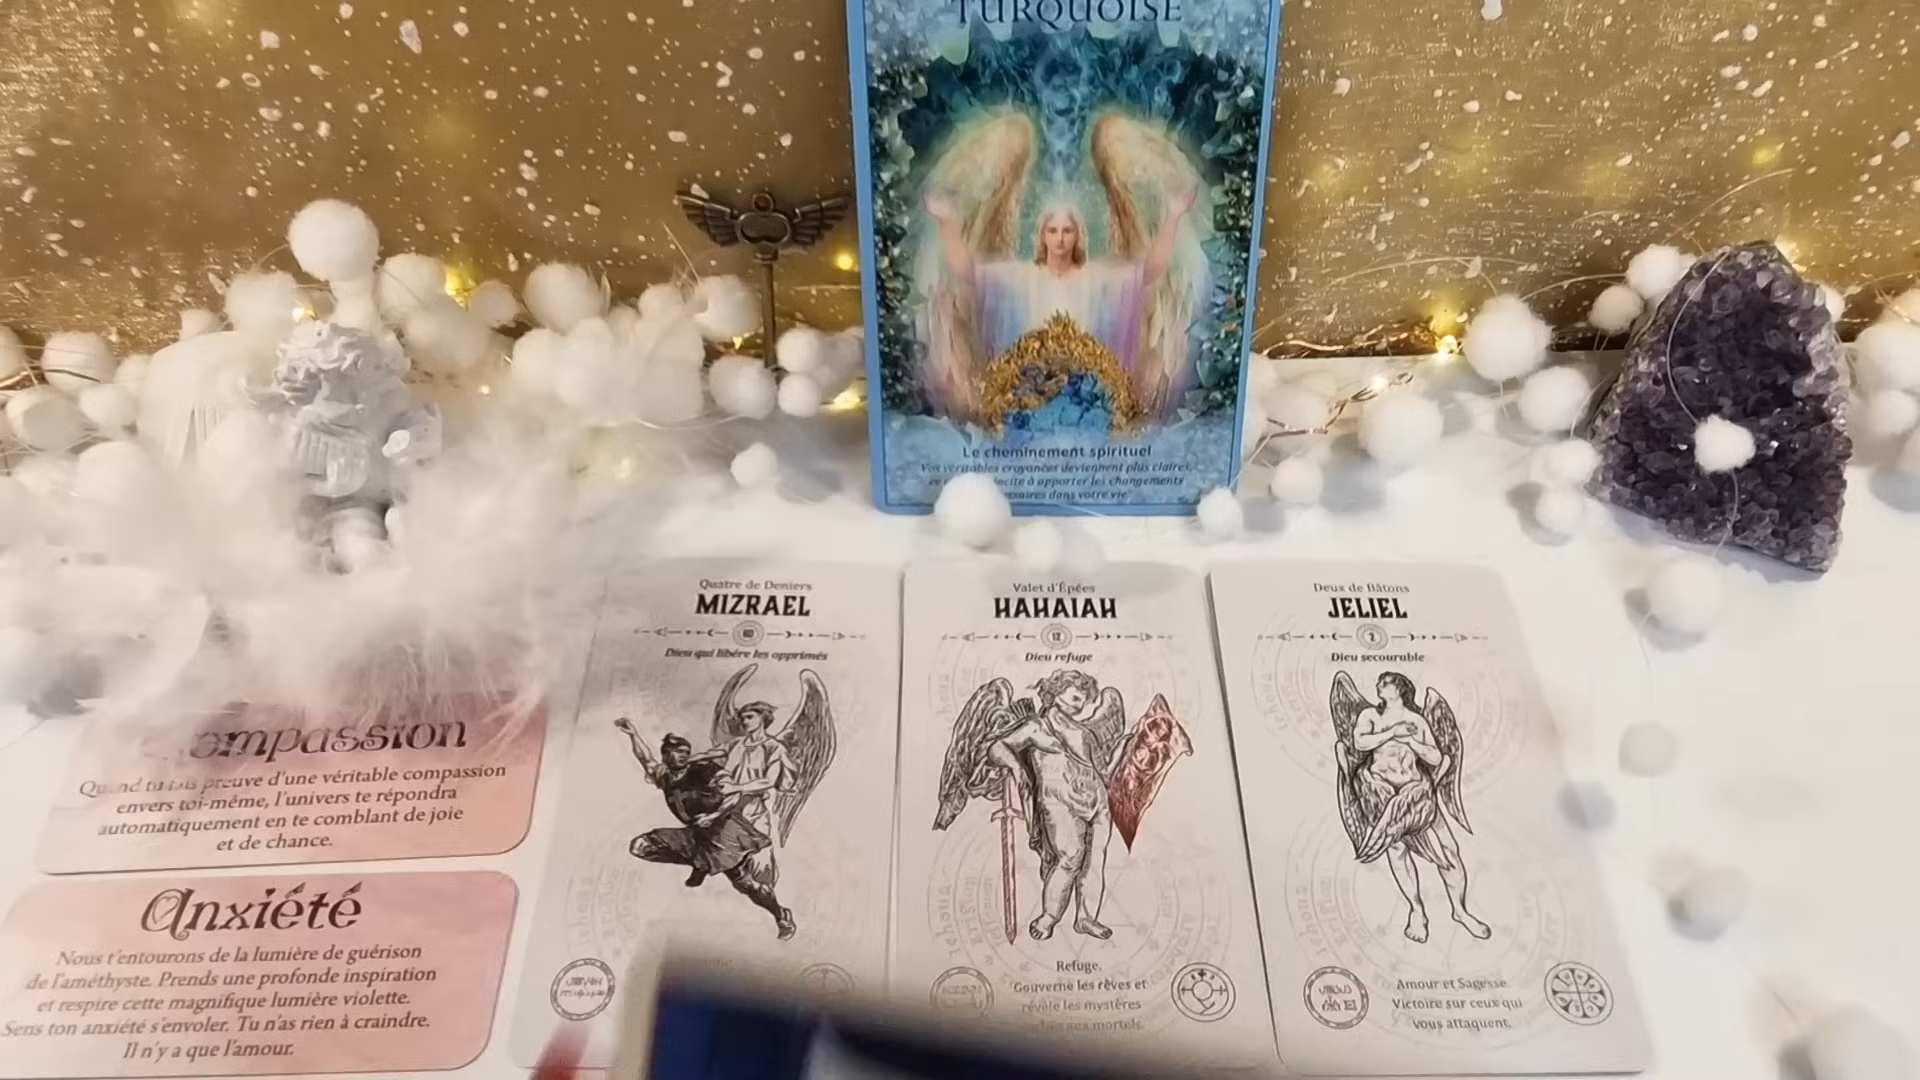 TURQUOISE
Le cheminement spirituel
Vos véritables croyances deviennent plus claires,
incite à apporter les changements
dans votre vie.
Quatre de Deniers
MIZRAEL
60
Dieu qui libère les opprimés
Valet d'Épées
HAHAIAH
12
Dieu refuge
Refuge.
Gouverne les rêves et
révèle les mystères
aux mortels.
Deux de Bâtons
JELIEL
2
Dieu secourable
Amour et Sagesse.
Victoire sur ceux qui
vous attaquent.
ompassion
Quand tu fais preuve d'une véritable compassion
envers toi-même, l'univers te répondra
automatiquement en te comblant de joie
et de chance.
Anxiété
Nous t'entourons de la lumière de guérison
de l'améthyste. Prends une profonde inspiration
et respire cette magnifique lumière violette.
Sens ton anxiété s'envoler. Tu n'as rien à craindre.
Il n'y a que l'amour.